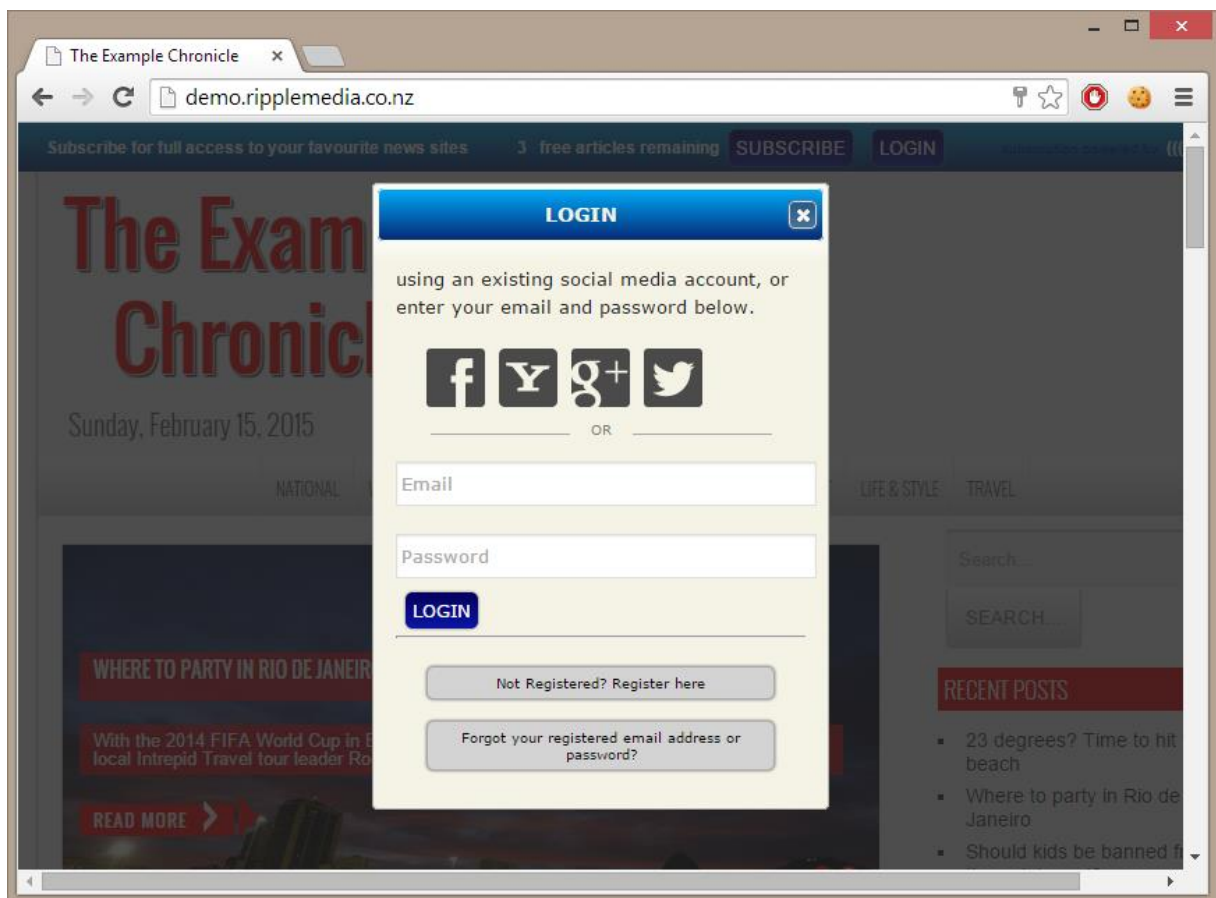 The Example Chronicle
demo.ripplemedia.co.nz
Subscribe for full access to your favourite news sites 3 free articles remaining SUBSCRIBE LOGIN
The Exam
Chronic
Sunday, February 15, 2015
NATIONAL LIFE & STYLE TRAVEL
LOGIN
using an existing social media account, or
enter your email and password below.
f Y g+
OR
Email
Password
LOGIN
Not Registered? Register here
Forgot your registered email address or
password?
WHERE TO PARTY IN RIO DE JANEIR
With the 2014 FIFA World Cup in
local Intrepid Travel tour leader Ro
READ MORE
Search...
SEARCH...
RECENT POSTS
23 degrees? Time to hit
beach
Where to party in Rio de
Janeiro
Should kids be banned